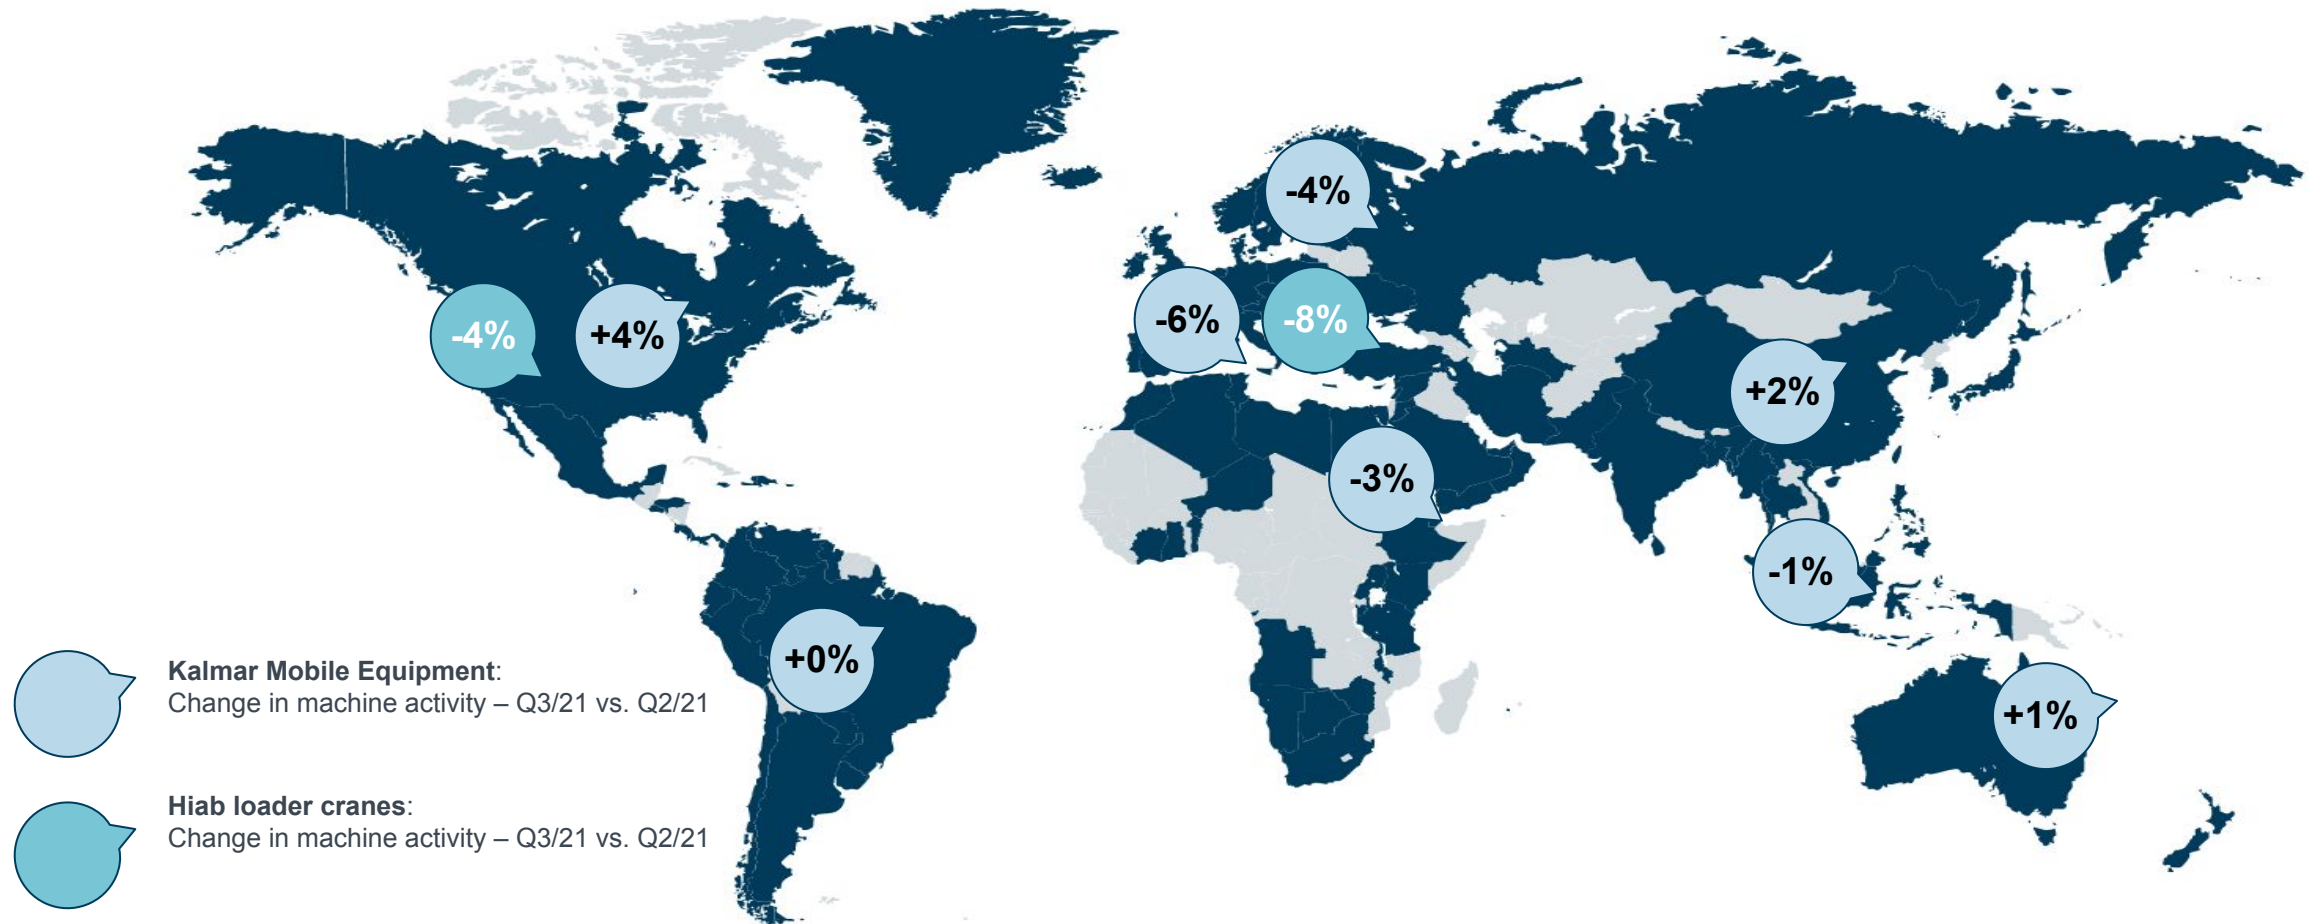 -4%
-4%
+4%
-6%
-8%
+2%
-3%
-1%
+0%
+1%
Kalmar Mobile Equipment:
Change in machine activity – Q3/21 vs. Q2/21
Hiab loader cranes:
Change in machine activity – Q3/21 vs. Q2/21